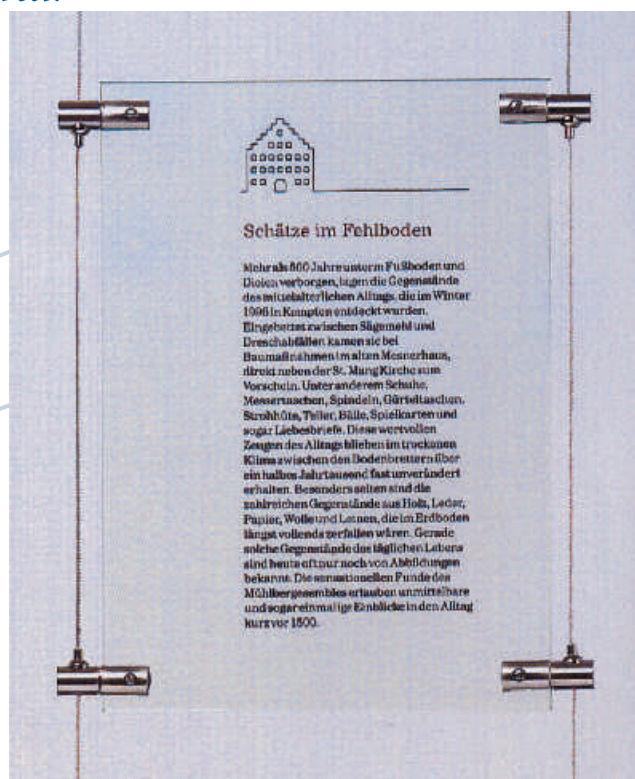 Schätze im Fehlboden
Mehr als 500 Jahre unterm Fußboden und
Dielen verborgen, lagen die Gegenstände
des mittelalterlichen Alltags, die im Winter
1996 in Kempten entdeckt wurden.
Eingebettet zwischen Sägemehl und
Dreschabfällen kamen sie bei
Baumaßnahmen im alten Mesnerhaus,
direkt neben der St. Mang Kirche zum
Vorschein. Unter anderem Schuhe,
Messertaschen, Spindeln, Gürteltaschen,
Strohhüte, Teller, Bälle, Spielkarten und
sogar Liebesbriefe. Diese wertvollen
Zeugen des Alltags blieben im trockenen
Klima zwischen den Bodenbrettern über
ein halbes Jahrtausend fast unverändert
erhalten. Besonders selten sind die
zahlreichen Gegenstände aus Holz, Leder,
Papier, Wolle und Leinen, die im Erdboden
längst vollends zerfallen wären. Gerade
solche Gegenstände des täglichen Lebens
sind heute oft nur noch von Abbildungen
bekannt. Die sensationellen Funde des
Mühlbergensembles erlauben unmittelbare
und sogar einmalige Einblicke in den Alltag
kurz vor 1500.